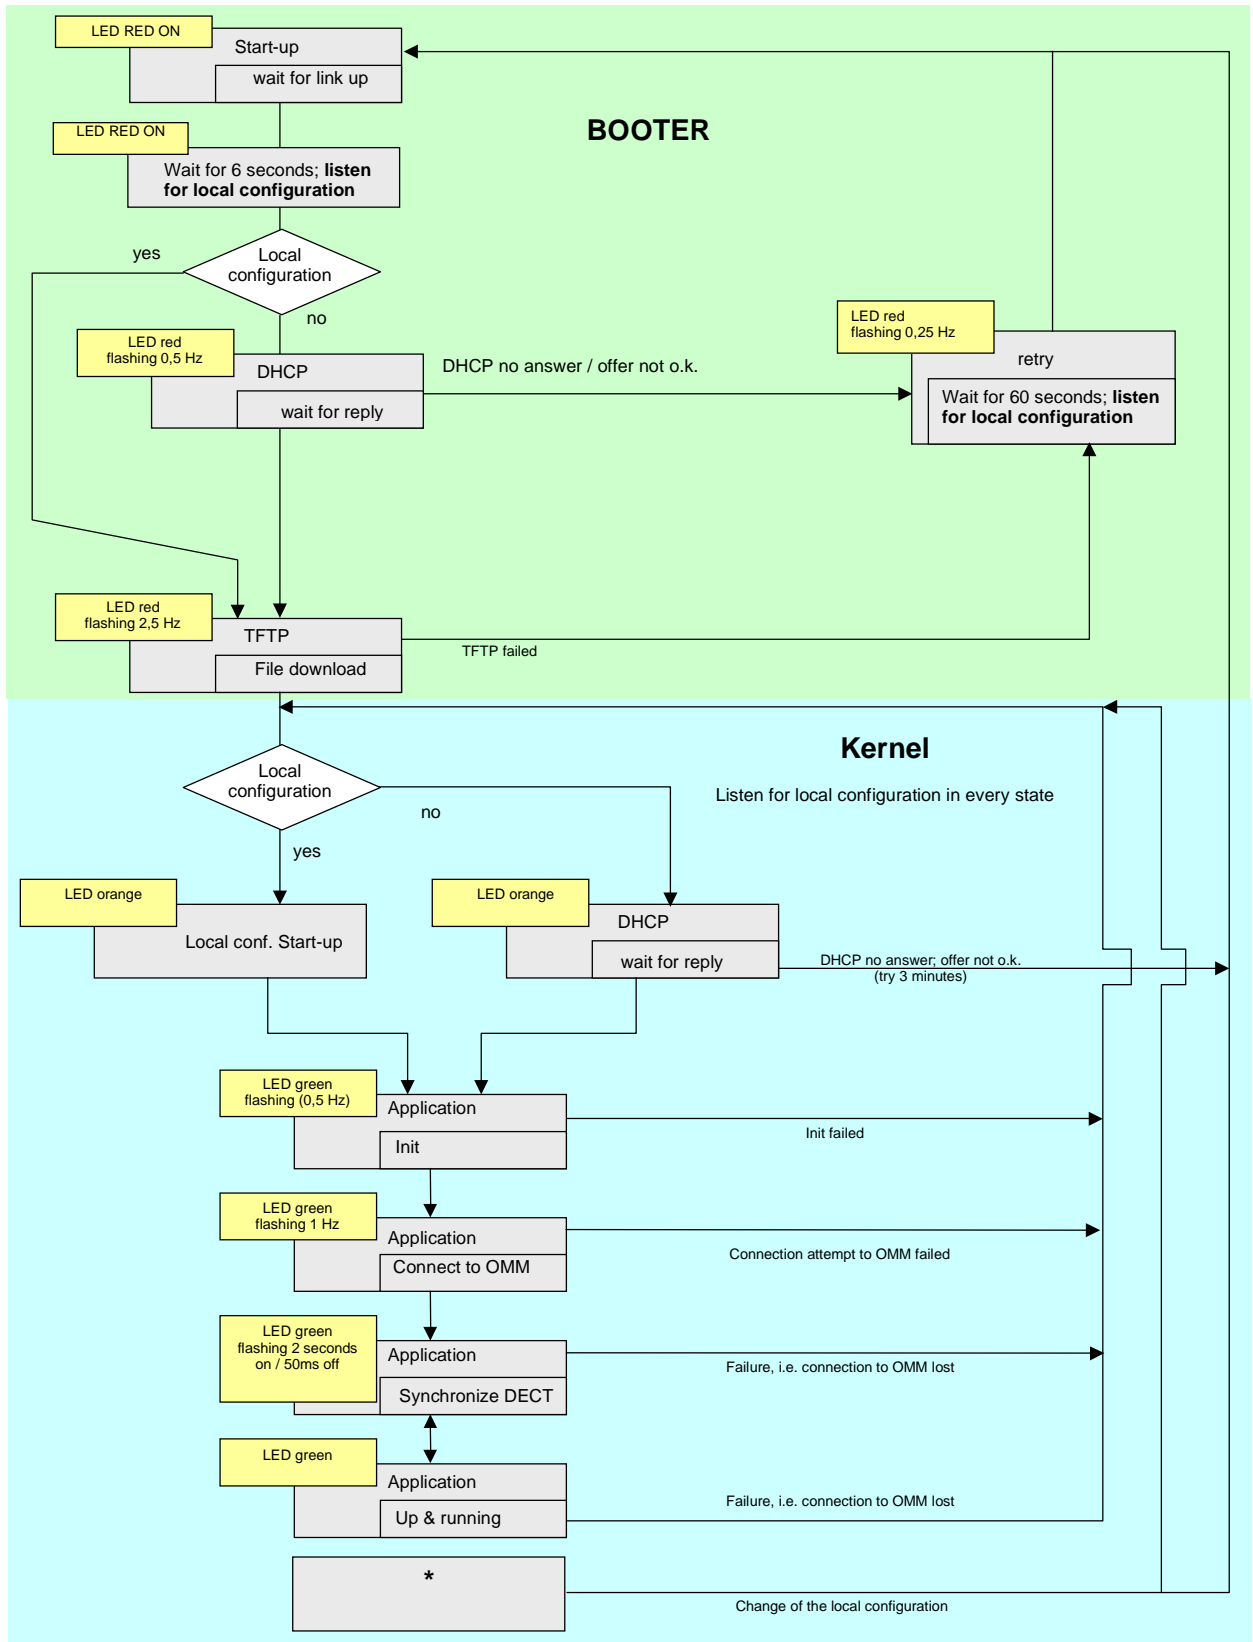 LED RED ON
Start-up
wait for link up
BOOTER
LED RED ON
Wait for 6 seconds; listen
for local configuration
yes
Local
configuration
no
LED red
flashing 0,5 Hz
DHCP
wait for reply
DHCP no answer / offer not o.k.
LED red
flashing 0,25 Hz
retry
Wait for 60 seconds; listen
for local configuration
LED red
flashing 2,5 Hz
TFTP
File download
TFTP failed
Kernel
Listen for local configuration in every state
Local
configuration
no
yes
LED orange
Local conf. Start-up
LED orange
DHCP
wait for reply
DHCP no answer; offer not o.k.
(try 3 minutes)
LED green
flashing (0,5 Hz)
Application
Init
Init failed
LED green
flashing 1 Hz
Application
Connect to OMM
Connection attempt to OMM failed
LED green
flashing 2 seconds
on / 50ms off
Application
Synchronize DECT
Failure, i.e. connection to OMM lost
LED green
Application
Up & running
Failure, i.e. connection to OMM lost
*
Change of the local configuration